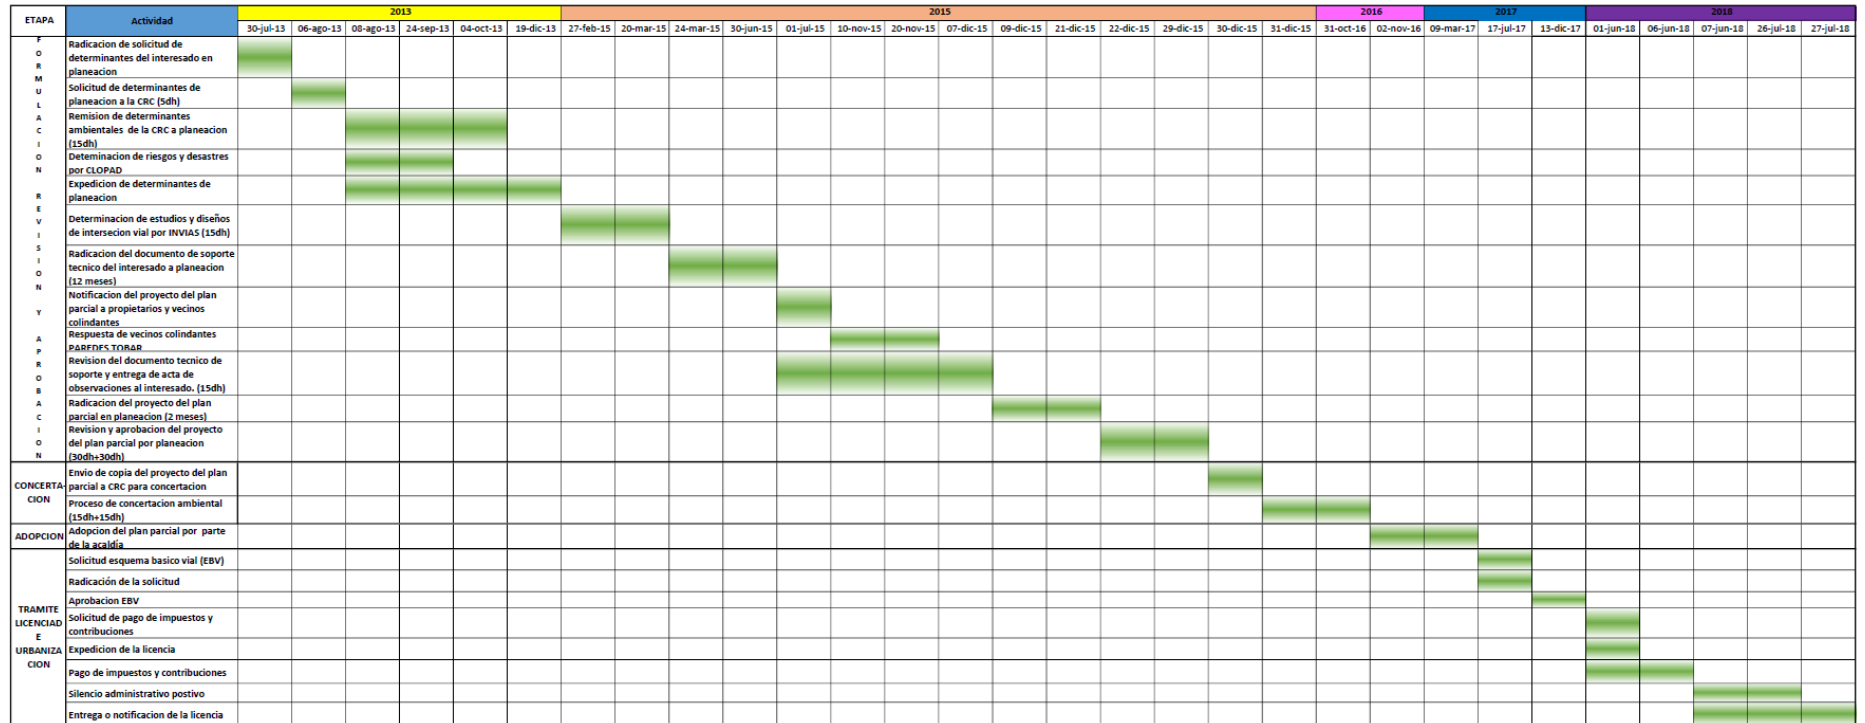 ETAPA
Actividad
2013
2015
2016
2017
2018
30-jul-13 06-ago-13 08-ago-13 24-sep-13 04-oct-13 19-dic-13 27-feb-15 20-mar-15 24-mar-15 30-jun-15 01-jul-15 10-nov-15 20-nov-15 07-dic-15 09-dic-15 21-dic-15 22-dic-15 29-dic-15 30-dic-15 31-dic-15 31-oct-16 02-nov-16 09-mar-17 17-jul-17 13-dic-17 01-jun-18 06-jun-18 07-jun-18 26-jul-18 27-jul-18
F
O
R
M
U
L
A
C
I
O
N
R
E
V
I
S
I
O
N
Y
A
P
R
O
B
A
C
I
O
N
Radicacion de solicitud de
determinantes del interesado en
planeacion
Solicitud de determinantes de
planeacion a la CRC (5dh)
Remision de determinantes
ambientales de la CRC a planeacion
(15dh)
Deteminacion de riesgos y desastres
por CLOPAD
Expedicion de determinantes de
planeacion
Determinacion de estudios y diseños
de intersecion vial por INVIAS (15dh)
Radicacion del documento de soporte
tecnico del interesado a planeacion
(12 meses)
Notificacion del proyecto del plan
parcial a propietarios y vecinos
colindantes
Respuesta de vecinos colindantes
PAREDES TOBAR
Revision del documento tecnico de
soporte y entrega de acta de
observaciones al interesado. (15dh)
Radicacion del proyecto del plan
parcial en planeacion (2 meses)
Revision y aprobacion del proyecto
del plan parcial por planeacion
(30dh+30dh)
CONCERTA-
CION
Envio de copia del proyecto del plan
parcial a CRC para concertacion
Proceso de concertacion ambiental
(15dh+15dh)
ADOPCION
Adopcion del plan parcial por parte
de la acaldía
TRAMITE
LICENCIAD
E
URBANIZA
CION
Solicitud esquema basico vial (EBV)
Radicación de la solicitud
Aprobacion EBV
Solicitud de pago de impuestos y
contribuciones
Expedicion de la licencia
Pago de impuestos y contribuciones
Silencio administrativo postivo
Entrega o notificacion de la licencia